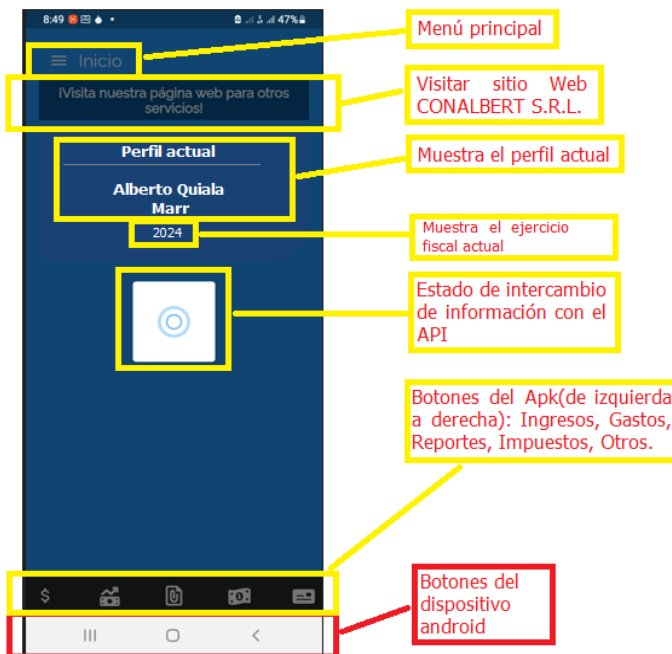 8:49
47%
Inicio
¡Visita nuestra página web para otros
servicios!
Perfil actual
Alberto Quiala
Marr
2024
Menú principal
Visitar sitio Web
CONALBERT S.R.L.
Muestra el perfil actual
Muestra el ejercicio
fiscal actual
Estado de intercambio
de información con el
API
Botones del Apk(de izquierda
a derecha): Ingresos, Gastos,
Reportes, Impuestos, Otros.
Botones del
dispositivo
android